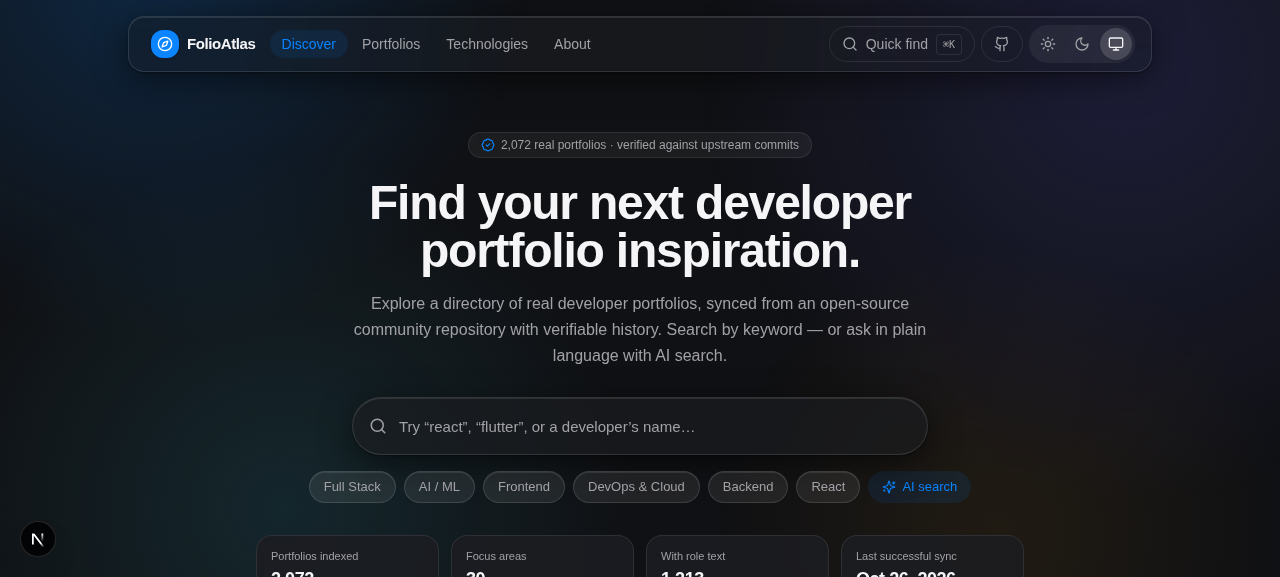 FolioAtlas
Discover
Portfolios
Technologies
About
Quick find
⌘K
2,072 real portfolios · verified against upstream commits
Find your next developer
portfolio inspiration.
Explore a directory of real developer portfolios, synced from an open-source
community repository with verifiable history. Search by keyword — or ask in plain
language with AI search.
Try “react”, “flutter”, or a developer’s name…
Full Stack
AI / ML
Frontend
DevOps & Cloud
Backend
React
AI search
Portfolios indexed
Focus areas
With role text
Last successful sync